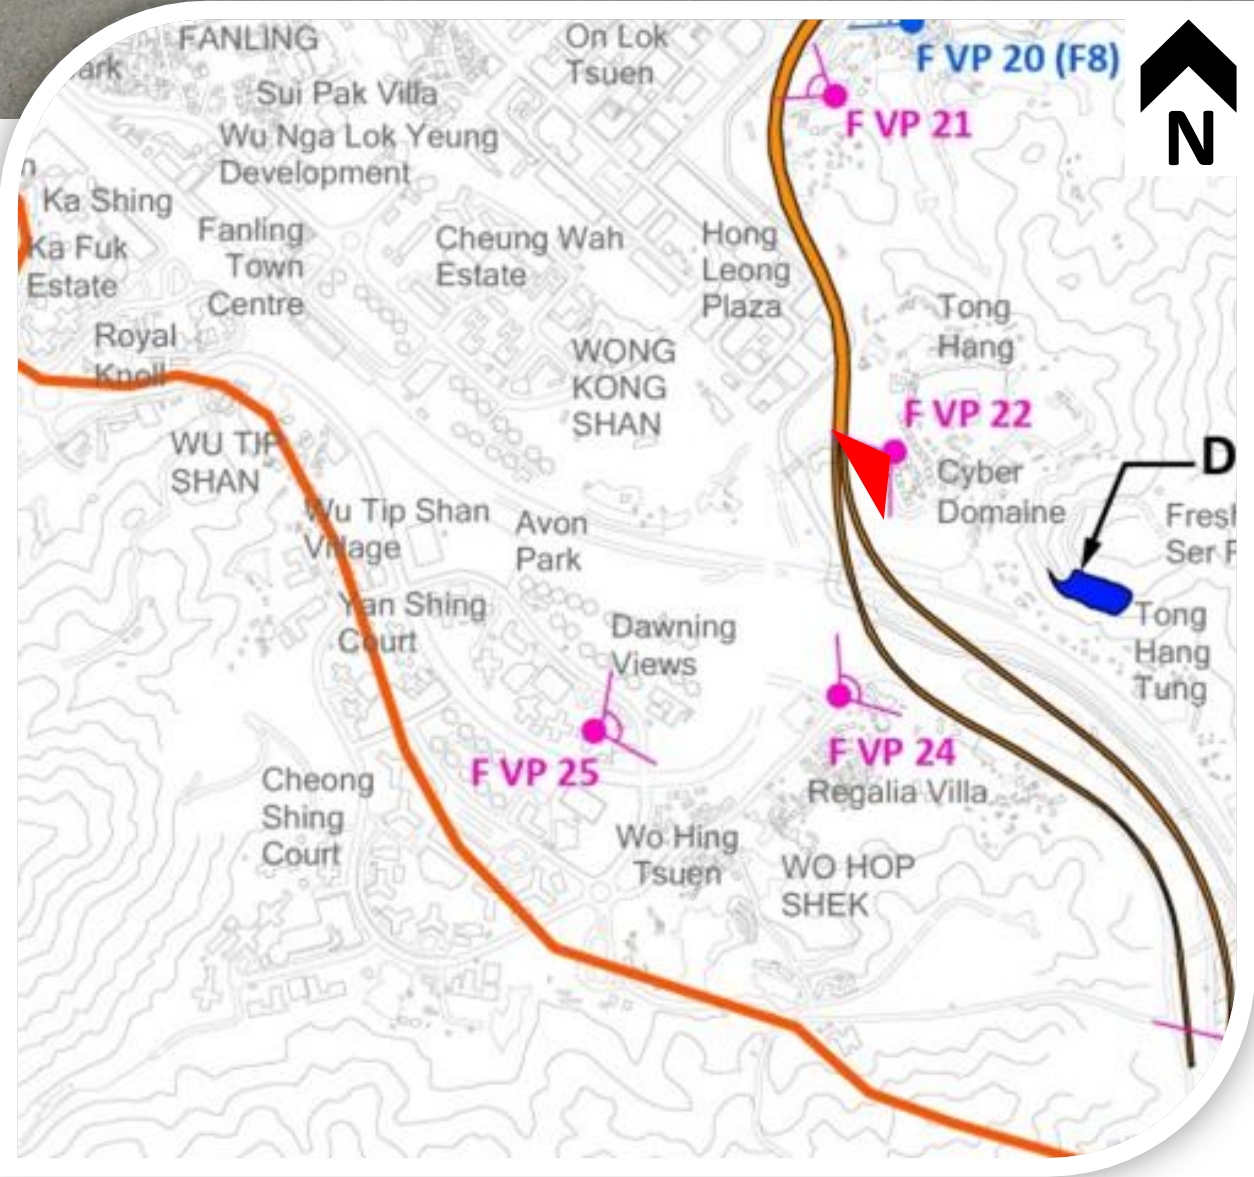 FANLING
On Lok
Tsuen
F VP 20 (F8)
ark
Sui Pak Villa
F VP 21
N
Wu Nga Lok Yeung
Development
Ka Shing
Ka Fuk
Estate
Fanling
Town
Centre
Cheung Wah
Estate
Hong
Leong
Plaza
Tong
Hang
Royal
Knoll
WONG
KONG
SHAN
F VP 22
WU TIP
SHAN
Cyber
Domaine
D
Wu Tip Shan
Village
Avon
Park
Fresh
Ser R
Yan Shing
Court
Dawning
Views
Tong
Hang
Tung
F VP 25
F VP 24
Regalia Villa
Cheong
Shing
Court
Wo Hing
Tsuen
WO HOP
SHEK